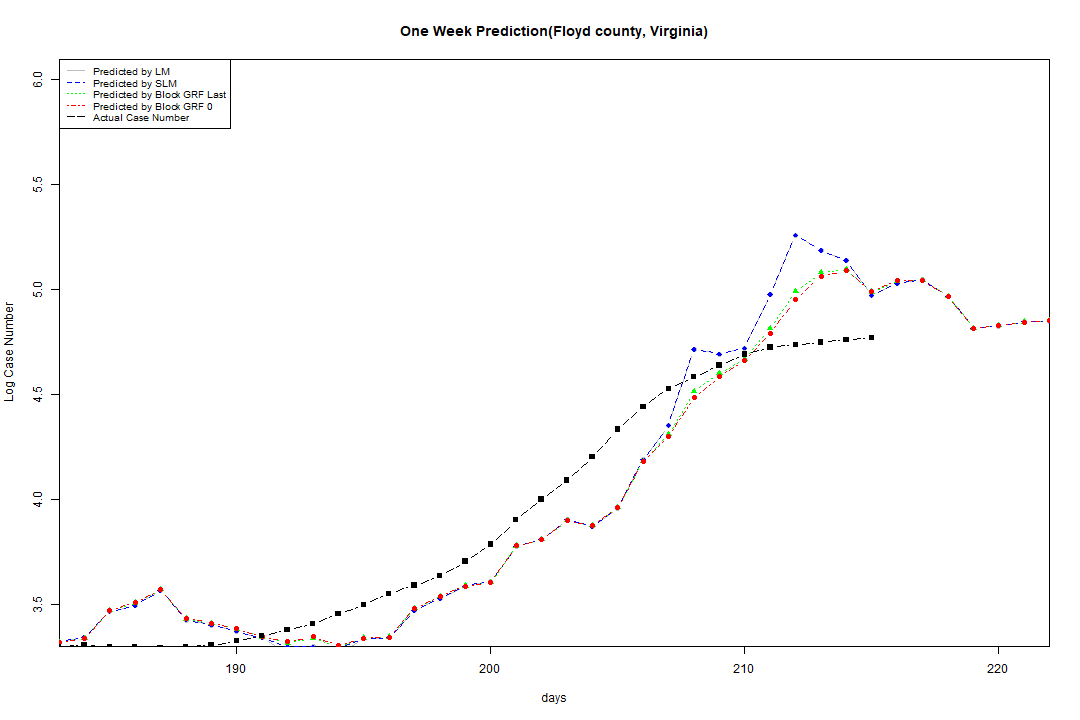 One Week Prediction(Floyd county, Virginia)
Predicted by LM
Predicted by SLM
Predicted by Block GRF Last
Predicted by Block GRF 0
Actual Case Number
Log Case Number
6.0
5.5
5.0
4.5
4.0
3.5
190 200 210 220
days